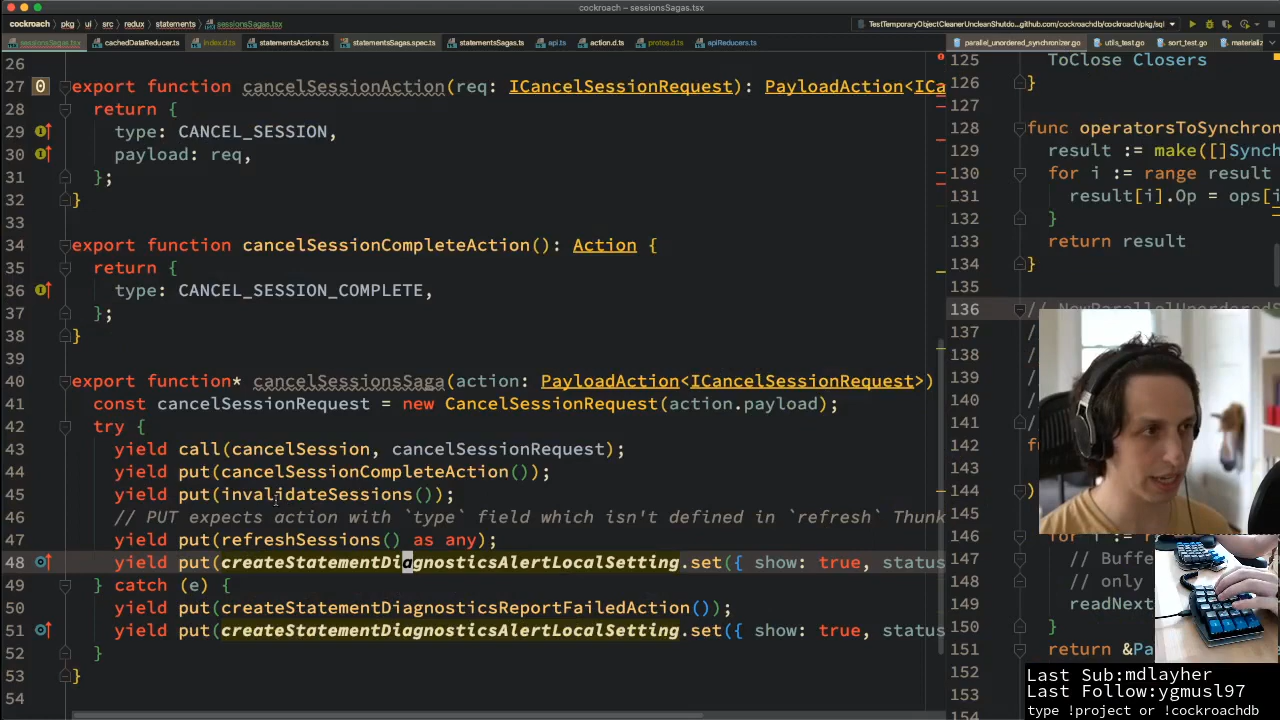 cockroach – sessionsSagas.tsx
cockroach
pkg
ui
src
redux
statements
sessionsSagas.tsx
TestTemporaryObjectCleanerUncleanShutdo...github.com/cockroachdb/cockroach/pkg/sql
sessionsSagas.tsx
cachedDataReducer.ts
index.d.ts
statementsActions.ts
statementsSagas.spec.ts
statementsSagas.ts
api.ts
action.d.ts
protos.d.ts
apiReducers.ts
parallel_unordered_synchronizer.go
utils_test.go
sort_test.go
materializ
26
27 export function cancelSessionAction(req: ICancelSessionRequest): PayloadAction<ICa
28 return {
29 type: CANCEL_SESSION,
30 payload: req,
31 };
32 }
33
34 export function cancelSessionCompleteAction(): Action {
35 return {
36 type: CANCEL_SESSION_COMPLETE,
37 };
38 }
39
40 export function* cancelSessionsSaga(action: PayloadAction<ICancelSessionRequest>)
41 const cancelSessionRequest = new CancelSessionRequest(action.payload);
42 try {
43 yield call(cancelSession, cancelSessionRequest);
44 yield put(cancelSessionCompleteAction());
45 yield put(invalidateSessions());
46 // PUT expects action with `type` field which isn't defined in `refresh` Thunk
47 yield put(refreshSessions() as any);
48 yield put(createStatementDiagnosticsAlertLocalSetting.set({ show: true, status
49 } catch (e) {
50 yield put(createStatementDiagnosticsReportFailedAction());
51 yield put(createStatementDiagnosticsAlertLocalSetting.set({ show: true, status
52 }
53 }
54
125 ToClose Closers
126 }
127
128 func operatorsToSynchron
129 result := make([]Synch
130 for i := range result
131 result[i].Op = ops[i
132 }
133 return result
134 }
135
136 // NewParallelUnorderedS
137 /
138 /
139 /
140 /
141 /
142 f
143
144 )
145
146 f
147 // Buffe
148 // only
149 readNext
150 }
151 return &Pa
152
153
154
Last Sub:mdlayher
Last Follow:ygmusl97
type !project or !cockroachdb